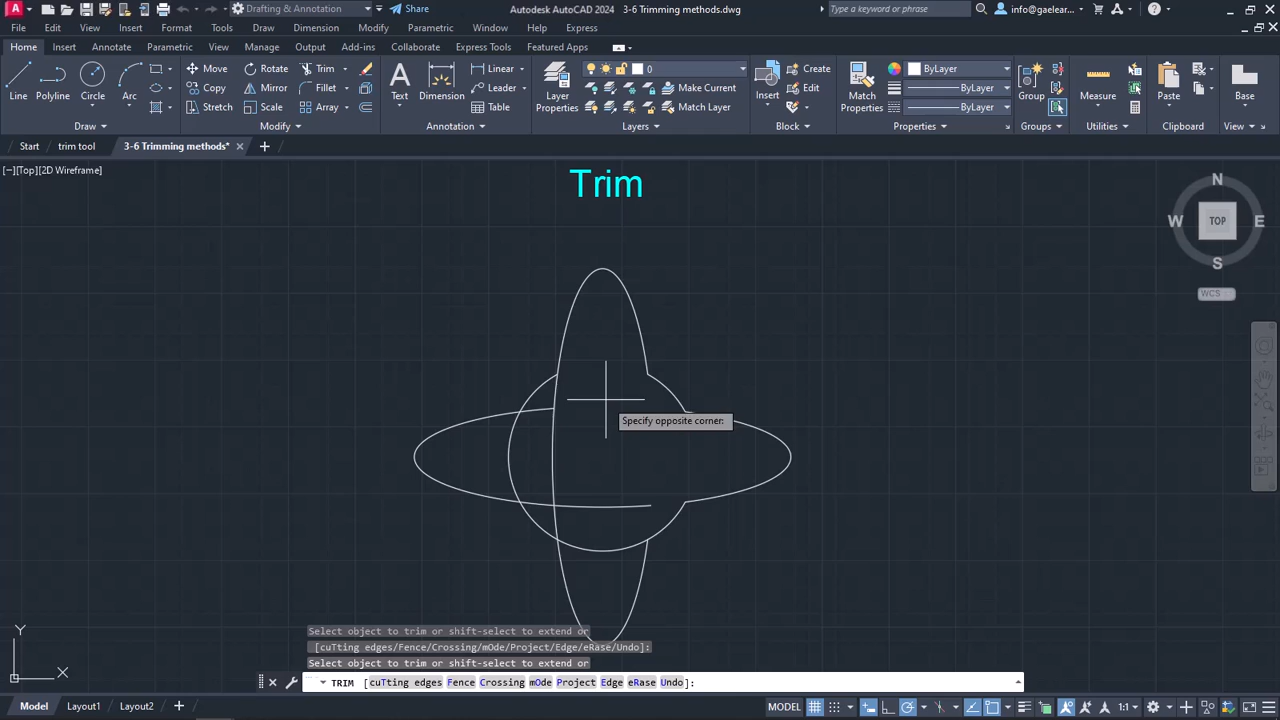 Drafting & Annotation
Share
Autodesk AutoCAD 2024
3-6 Trimming methods.dwg
Type a keyword or phrase
info@gaelear...
File Edit View Insert Format Tools Draw Dimension Modify Parametric Window Help Express
Home Insert Annotate Parametric View Manage Output Add-ins Collaborate Express Tools Featured Apps
Move Rotate Trim Linear 0 Create ByLayer
Line Polyline Circle Arc Copy Mirror Fillet Text Dimension Leader Layer Properties Make Current Insert Edit Match Properties ByLayer Group Measure Paste Base
Stretch Scale Array Table Match Layer ByLayer
Draw Modify Annotation Layers Block Properties Groups Utilities Clipboard View
Start trim tool 3-6 Trimming methods*
[−][Top][2D Wireframe]
Trim
N
W TOP E
S
WCS
Specify opposite corner:
Y
X
Select object to trim or shift-select to extend or
[cuTting edges/Fence/Crossing/mOde/Project/Edge/eRase/Undo]:
Select object to trim or shift-select to extend or
TRIM [cuTting edges Fence Crossing mOde Project Edge eRase Undo]:
Model Layout1 Layout2 MODEL 1:1